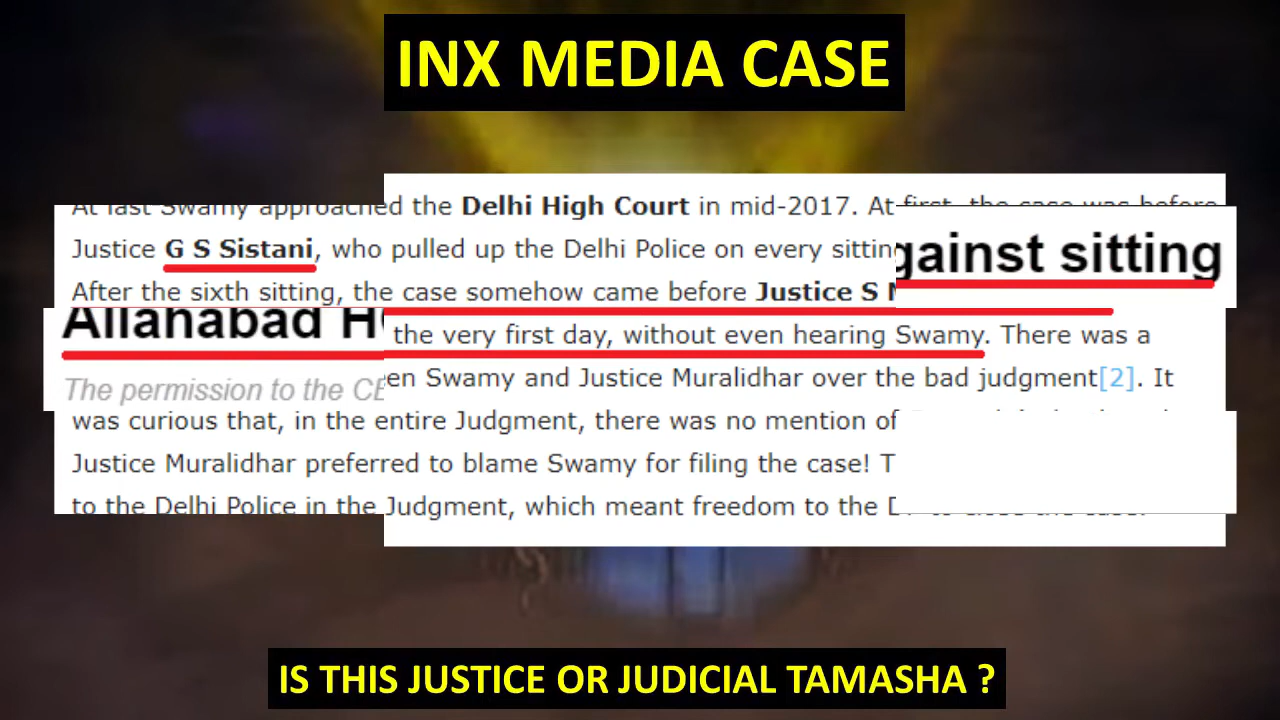 INX MEDIA CASE
At last Swamy approached the Delhi High Court in mid-2017. At first, the case was before
Justice G S Sistani, who pulled up the Delhi Police on every sitting
gainst sitting
After the sixth sitting, the case somehow came before Justice S
Allahabad
the very first day, without even hearing Swamy. There was a
The permission to the
en Swamy and Justice Muralidhar over the bad judgment[2]. It
was curious that, in the entire Judgment, there was no mention of
Justice Muralidhar preferred to blame Swamy for filing the case!
to the Delhi Police in the Judgment, which meant freedom to the
IS THIS JUSTICE OR JUDICIAL TAMASHA ?